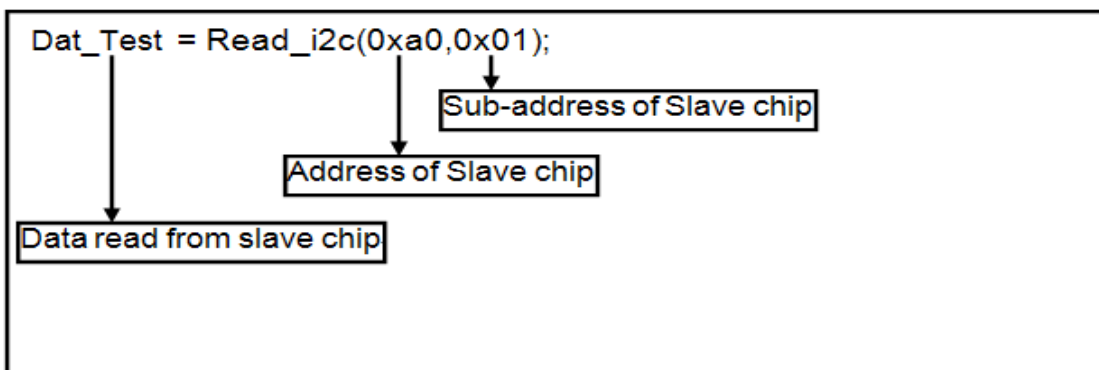 Dat_Test = Read_i2c(0xa0,0x01);
Sub-address of Slave chip
Address of Slave chip
Data read from slave chip